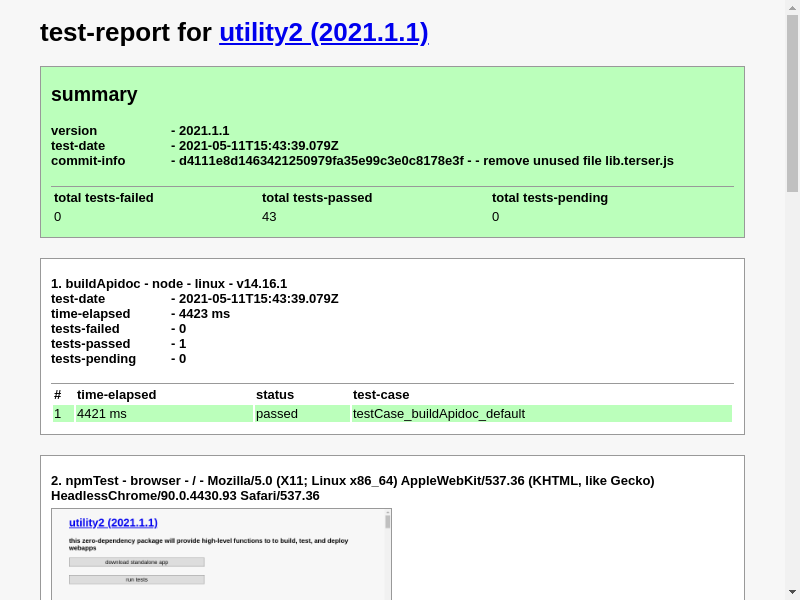 test-report for utility2 (2021.1.1)
summary
version - 2021.1.1
test-date - 2021-05-11T15:43:39.079Z
commit-info - d4111e8d1463421250979fa35e99c3e0c8178e3f - - remove unused file lib.terser.js
total tests-failed total tests-passed total tests-pending
0 43 0
1. buildApidoc - node - linux - v14.16.1
test-date - 2021-05-11T15:43:39.079Z
time-elapsed - 4423 ms
tests-failed - 0
tests-passed - 1
tests-pending - 0
# time-elapsed status test-case
1 4421 ms passed testCase_buildApidoc_default
2. npmTest - browser - / - Mozilla/5.0 (X11; Linux x86_64) AppleWebKit/537.36 (KHTML, like Gecko)
HeadlessChrome/90.0.4430.93 Safari/537.36
utility2 (2021.1.1)
this zero-dependency package will provide high-level functions to to build, test, and deploy
webapps
download standalone app
run tests